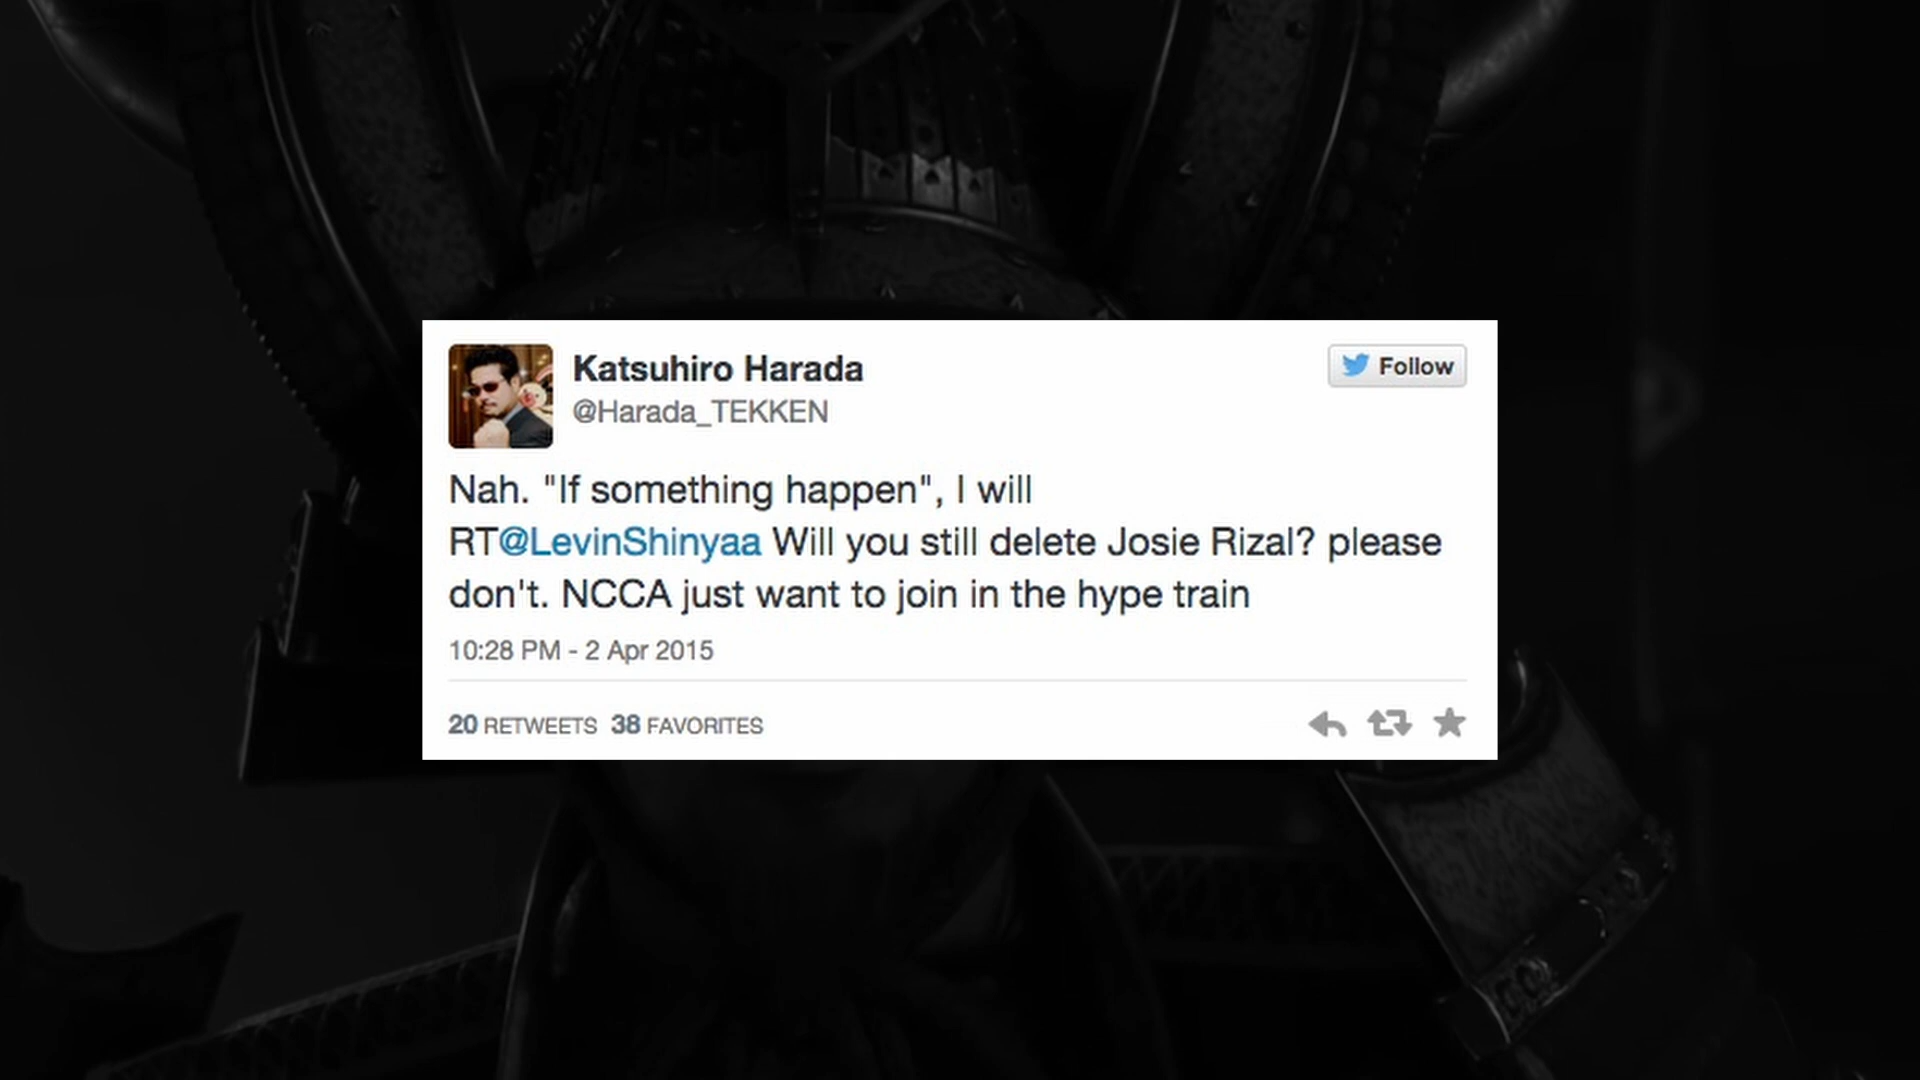 Katsuhiro Harada
@Harada_TEKKEN
Follow
Nah. "If something happen", I will
RT@LevinShinyaa Will you still delete Josie Rizal? please
don't. NCCA just want to join in the hype train
10:28 PM - 2 Apr 2015
20 RETWEETS 38 FAVORITES